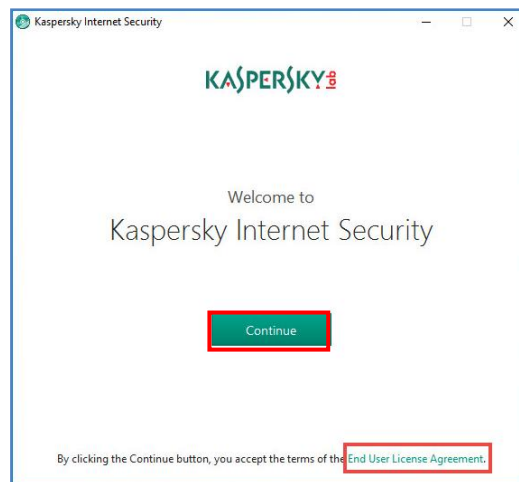 Kaspersky Internet Security
KASPERSKY lab
Welcome to
Kaspersky Internet Security
Continue
By clicking the Continue button, you accept the terms of the End User License Agreement.